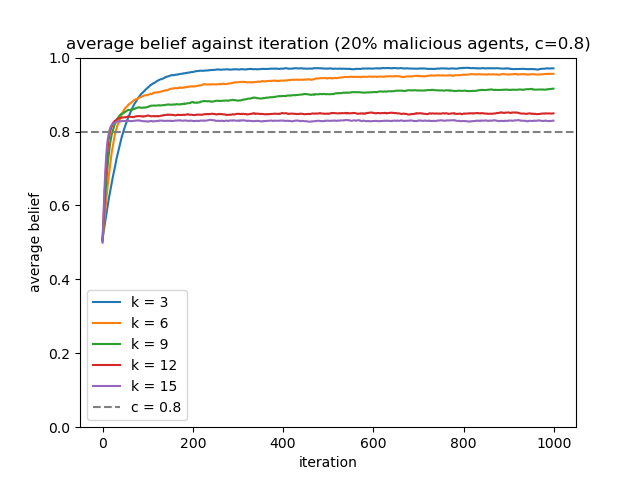 average belief against iteration (20% malicious agents, c=0.8)
1.0
0.8
0.6
0.4
0.2
0.0
average belief
k = 3
k = 6
k = 9
k = 12
k = 15
c = 0.8
0 200 400 600 800 1000
iteration